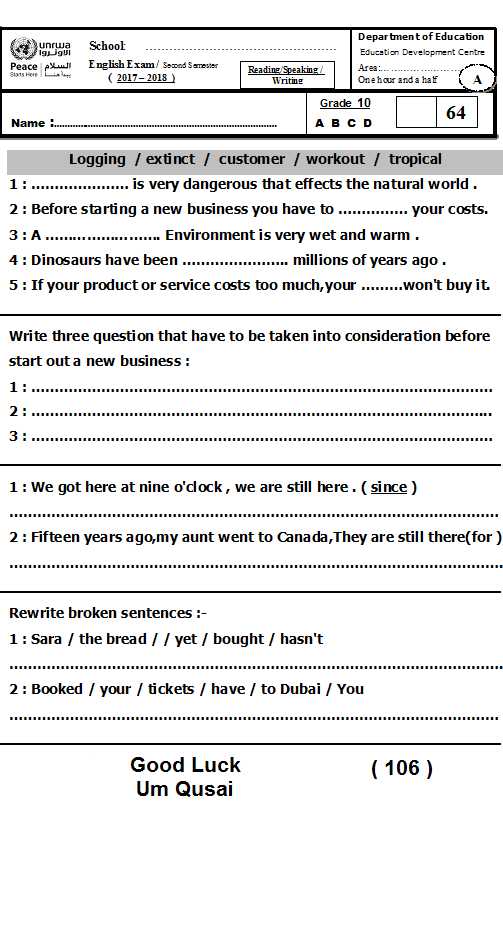 unrwa
الأونروا
Peace السلام
Starts Here يبدأ هنا
School: ……………………………………………
English Exam / Second Semester
( 2017 – 2018 )
Reading/Speaking /
Writing
Department of Education
Education Development Centre
Area:……………………
One hour and a half
A
Name :................................................................................
Grade 10
A B C D
64
Logging / extinct / customer / workout / tropical
1 : ………………… is very dangerous that effects the natural world .
2 : Before starting a new business you have to …………… your costs.
3 : A ……………………. Environment is very wet and warm .
4 : Dinosaurs have been ………………….. millions of years ago .
5 : If your product or service costs too much,your ………won't buy it.
Write three question that have to be taken into consideration before
start out a new business :
1 : ………………………………………………………………………………………
2 : ………………………………………………………………………………………
3 : ………………………………………………………………………………………
1 : We got here at nine o'clock , we are still here . ( since )
……………………………………………………………………………………………
2 : Fifteen years ago,my aunt went to Canada,They are still there(for )
……………………………………………………………………………………………
Rewrite broken sentences :-
1 : Sara / the bread / / yet / bought / hasn't
……………………………………………………………………………………………
2 : Booked / your / tickets / have / to Dubai / You
……………………………………………………………………………………………
Good Luck
Um Qusai
( 106 )